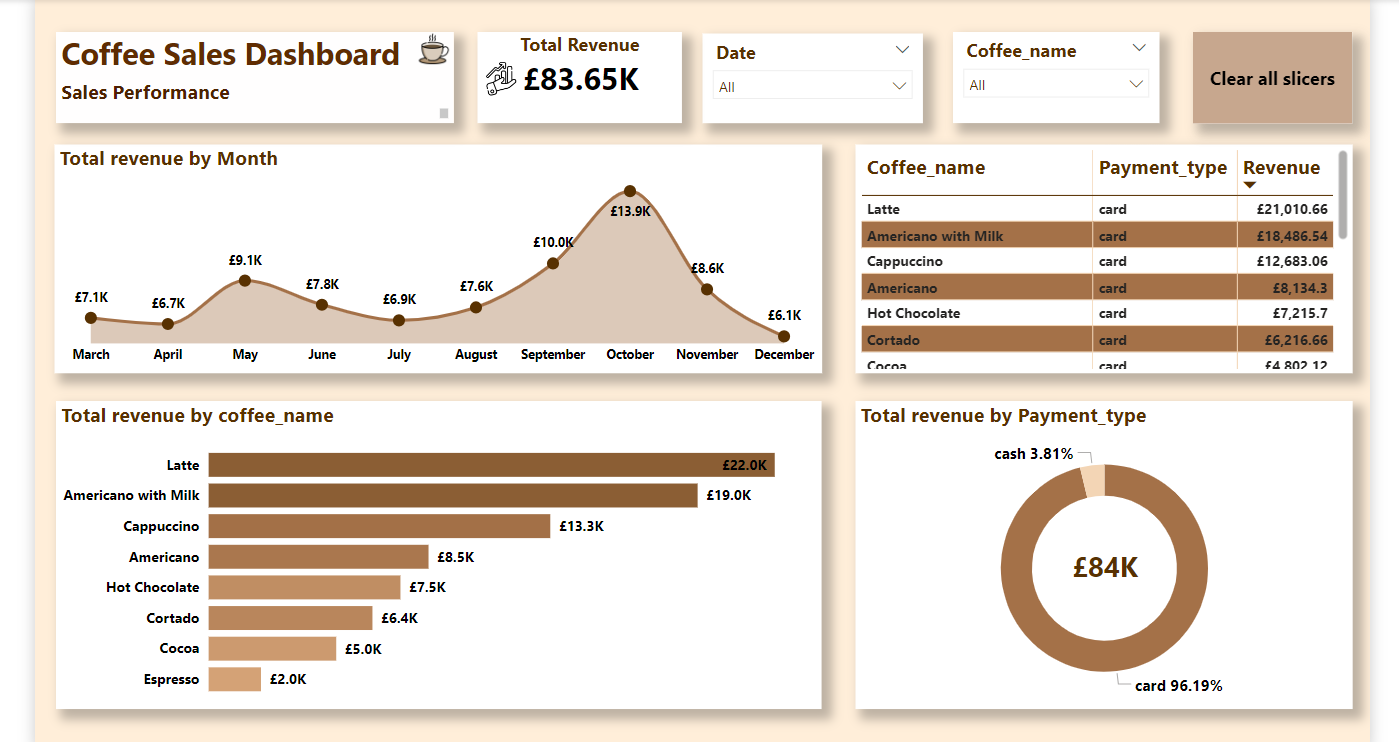 Coffee Sales Dashboard
Sales Performance
Total Revenue
£83.65K
Date
All
Coffee_name
All
Clear all slicers
Total revenue by Month
£7.1K
£6.7K
£9.1K
£7.8K
£6.9K
£7.6K
£10.0K
£13.9K
£8.6K
£6.1K
March April May June July August September October November December
Coffee_name Payment_type Revenue
Latte card £21,010.66
Americano with Milk card £18,486.54
Cappuccino card £12,683.06
Americano card £8,134.3
Hot Chocolate card £7,215.7
Cortado card £6,216.66
Cocoa card £4,802.12
Total revenue by coffee_name
Latte £22.0K
Americano with Milk £19.0K
Cappuccino £13.3K
Americano £8.5K
Hot Chocolate £7.5K
Cortado £6.4K
Cocoa £5.0K
Espresso £2.0K
Total revenue by Payment_type
cash 3.81%
£84K
card 96.19%